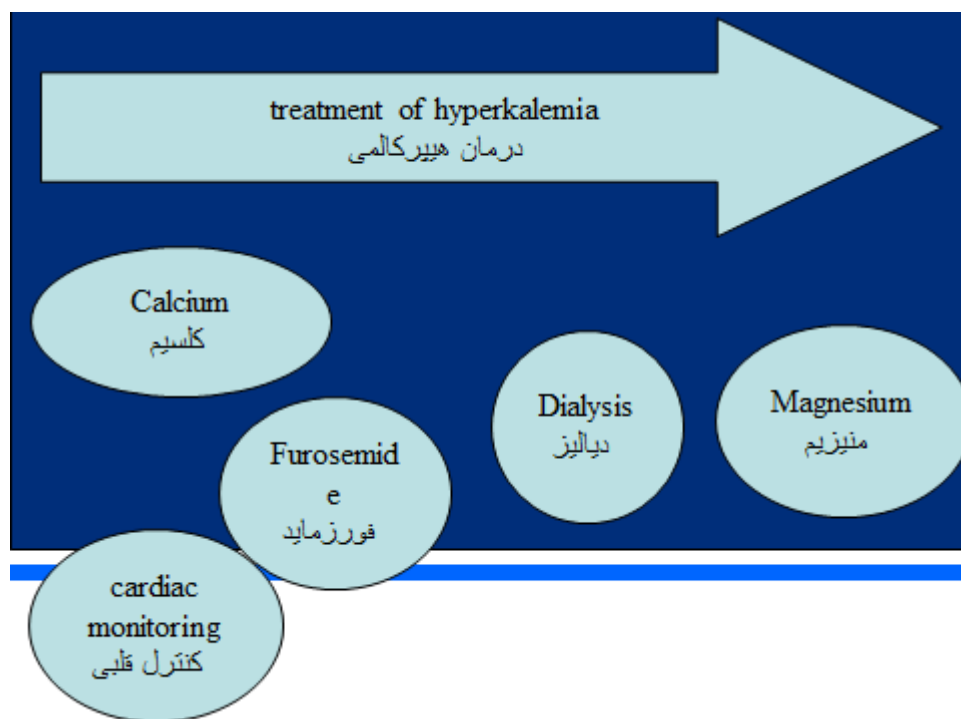 treatment of hyperkalemia
درمان هیپرکالمی
Calcium
کلسیم
Furosemid
e
فورزماید
Dialysis
دیالیز
Magnesium
منیزیم
cardiac
monitoring
کنترل قلبی